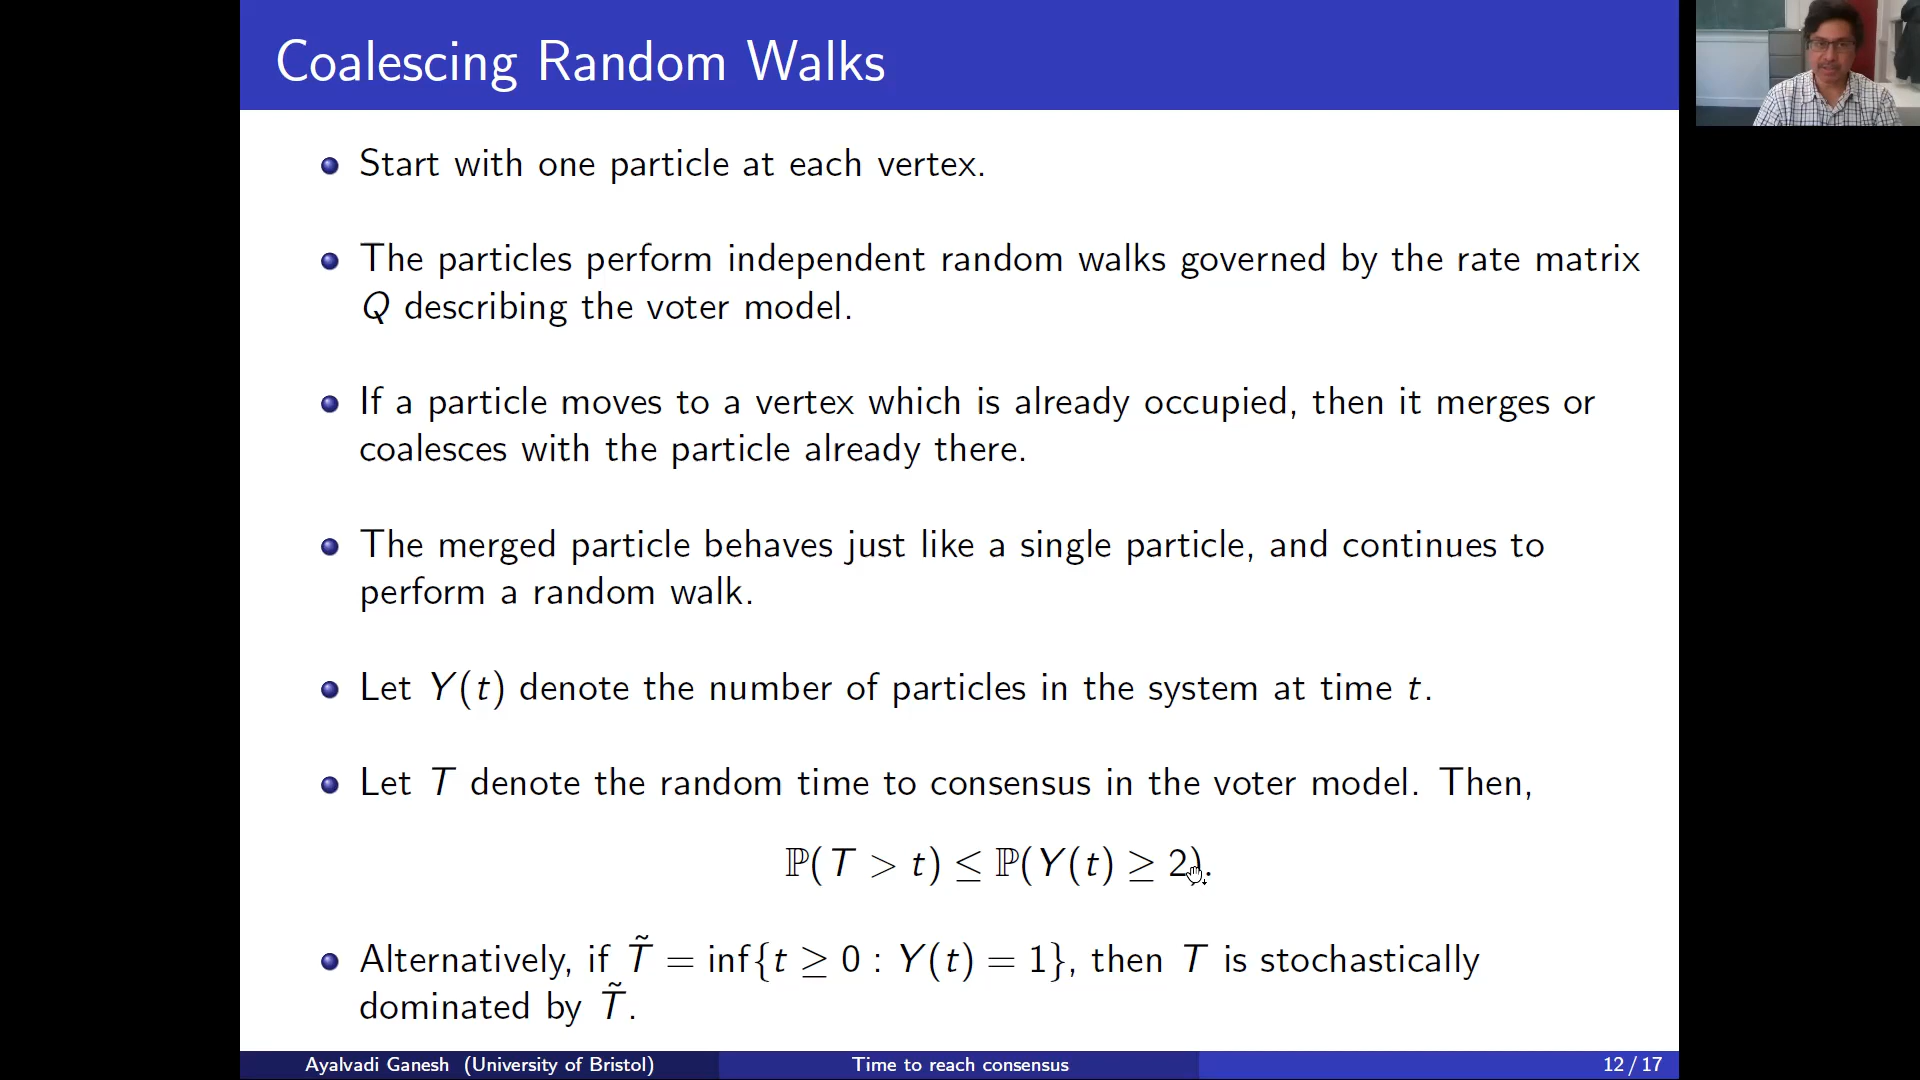 Coalescing Random Walks
Start with one particle at each vertex.
The particles perform independent random walks governed by the rate matrix
Q describing the voter model.
If a particle moves to a vertex which is already occupied, then it merges or
coalesces with the particle already there.
The merged particle behaves just like a single particle, and continues to
perform a random walk.
Let Y(t) denote the number of particles in the system at time t.
Let T denote the random time to consensus in the voter model. Then,
ℙ(T > t) ≤ ℙ(Y(t) ≥ 2).
Alternatively, if T̃ = inf{t ≥ 0 : Y(t) = 1}, then T is stochastically
dominated by T̃.
Ayalvadi Ganesh (University of Bristol) Time to reach consensus 12 / 17